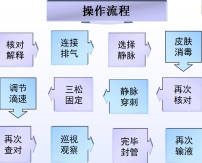 操作流程
核对
解释
连接
排气
选择
静脉
皮肤
消毒
调节
滴速
三松
固定
静脉
穿刺
再次
核对
再次
查对
巡视
观察
完毕
封管
再次
输液